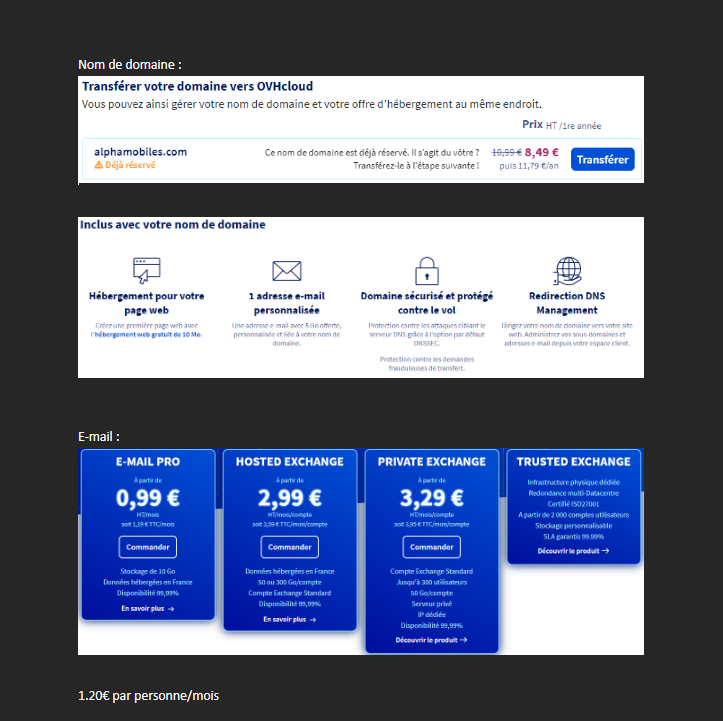 Nom de domaine :
Transférer votre domaine vers OVHcloud
Vous pouvez ainsi gérer votre nom de domaine et votre offre d'hébergement au même endroit.
Prix HT /1re année
alphamobiles.com
Déjà réservé
Ce nom de domaine est déjà réservé. Il s'agit du vôtre ?
Transférez-le à l'étape suivante !
10,99 € 8,49 €
puis 11,79 €/an
Transférer
Inclus avec votre nom de domaine
Hébergement pour votre
page web
Créez une première page web avec
l'hébergement web gratuit de 10 Mo.
1 adresse e-mail
personnalisée
Une adresse e-mail avec 5 Go offerte,
personnalisée et liée à votre nom de
domaine.
Domaine sécurisé et protégé
contre le vol
Protection contre les attaques ciblant le
serveur DNS grâce à l'option par défaut
DNSSEC.
Protection contre les demandes
frauduleuses de transfert.
Redirection DNS
Management
Dirigez votre nom de domaine vers votre site
web. Administrez vos sous domaines et
adresses e-mail depuis votre espace client.
E-mail :
E-MAIL PRO
À partir de
0,99 €
HT/mois
soit 1,19 € TTC/mois
Commander
Stockage de 10 Go
Données hébergées en France
Disponibilité 99,99%
En savoir plus →
HOSTED EXCHANGE
À partir de
2,99 €
HT/mois/compte
soit 3,59 € TTC/mois/compte
Commander
Données hébergées en France
50 ou 300 Go/compte
Compte Exchange Standard
Disponibilité 99,99%
En savoir plus →
PRIVATE EXCHANGE
À partir de
3,29 €
HT/mois/compte
soit 3,95 € TTC/mois/compte
Commander
Compte Exchange Standard
Jusqu'à 300 utilisateurs
50 Go/compte
Serveur privé
IP dédiée
Disponibilité 99,99%
Découvrir le produit →
TRUSTED EXCHANGE
Infrastructure physique dédiée
Redondance multi-Datacentre
Certifié ISO27001
A partir de 2 000 comptes utilisateurs
Stockage personnalisable
SLA garantis 99.99%
Découvrir le produit →
1.20€ par personne/mois